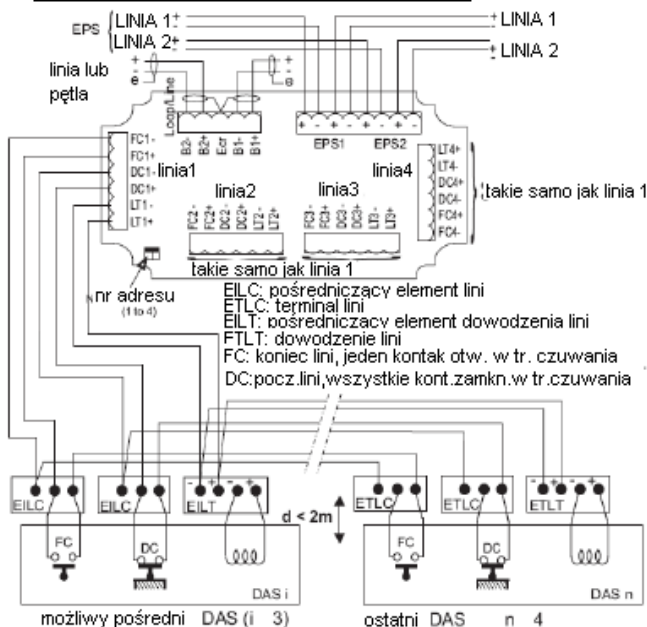 EPS
LINIA 1 + -
LINIA 2 + -
+ - LINIA 1
+ - LINIA 2
linia lub
pętla
+
-
e
+
-
e
Loop/Line
B2-
B2+
Ecr
B1-
B1+
+ - + - + - + -
EPS1
EPS2
FC1-
FC1+
DC1-
DC1+
LT1-
LT1+
linia1
linia2
linia3
linia4
FC2-
FC2+
DC2-
DC2+
LT2-
LT2+
FC3-
FC3+
DC3-
DC3+
LT3-
LT3+
LT4+
LT4-
DC4+
DC4-
FC4+
FC4-
takie samo jak linia 1
takie samo jak linia 1
nr adresu
(1 to 4)
EILC: pośredniczący element lini
ETLC: terminal lini
EILT: pośredniczacy element dowodzenia lini
FTLT: dowodzenie lini
FC: koniec lini, jeden kontak otw. w tr. czuwania
DC:pocz.lini,wszystkie kont.zamkn.w tr.czuwania
EILC
EILC
- + - +
EILT
d < 2m
ETLC
ETLC
- + - +
ETLT
FC
DC
DAS i
FC
DC
DAS n
możliwy pośredni DAS (i 3)
ostatni DAS n 4